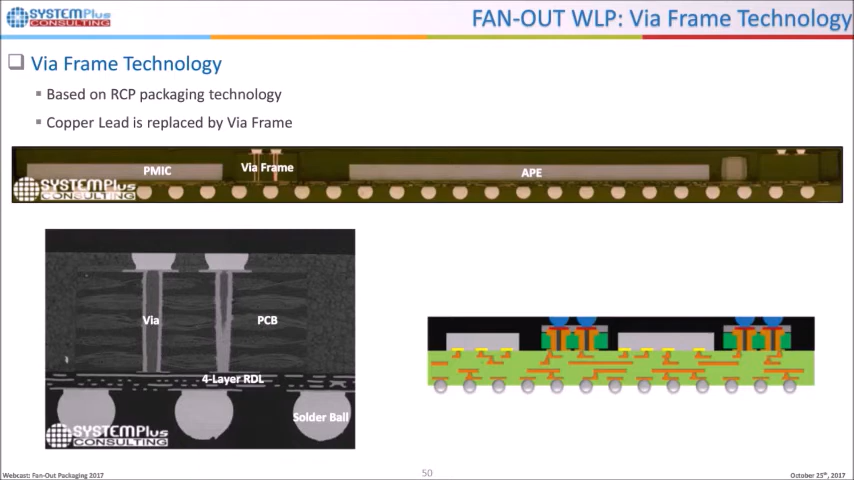 SYSTEMPlus
CONSULTING
FAN-OUT WLP: Via Frame Technology
Via Frame Technology
Based on RCP packaging technology
Copper Lead is replaced by Via Frame
PMIC
Via Frame
APE
SYSTEMPlus
CONSULTING
Via
PCB
4-Layer RDL
Solder Ball
SYSTEMPlus
CONSULTING
Webcast: Fan-Out Packaging 2017
50
October 25th, 2017